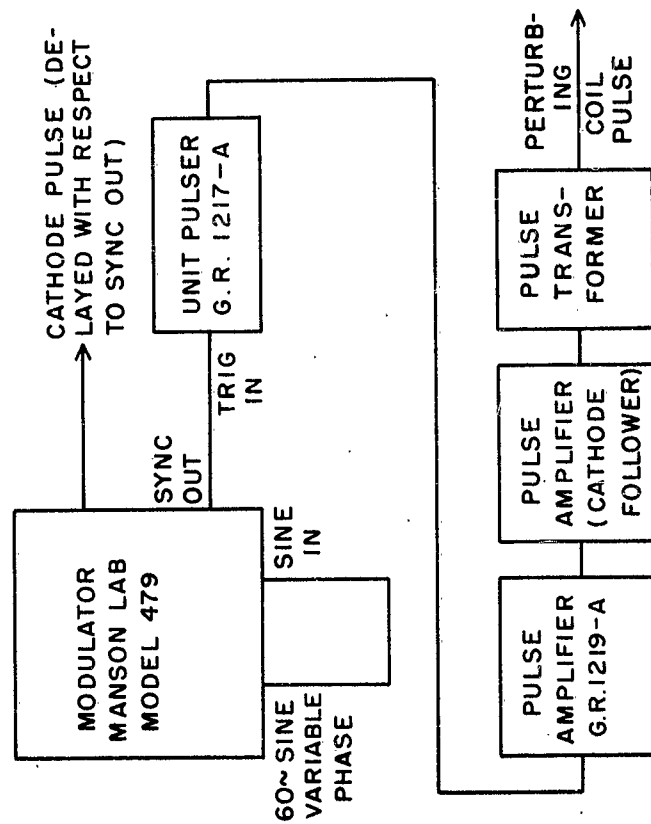 CATHODE PULSE (DE-
LAYED WITH RESPECT
TO SYNC OUT)
MODULATOR
MANSON LAB
MODEL 479
SYNC
OUT
TRIG
IN
UNIT PULSER
G.R. 1217-A
60~SINE
VARIABLE
PHASE
SINE
IN
PULSE
AMPLIFIER
G.R.1219-A
PULSE
AMPLIFIER
(CATHODE
FOLLOWER)
PULSE
TRANS-
FORMER
PERTURB-
ING
COIL
PULSE